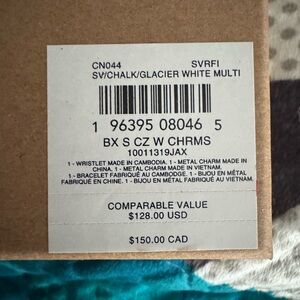 CN044 SVRFI
SV/CHALK/GLACIER WHITE MULTI
1 96395 08046 5
BX S CZ W CHRMS
10011319JAX
1 - WRISTLET MADE IN CAMBODIA. 1 - METAL CHARM MADE IN
CHINA. 1 - METAL CHARM MADE IN VIETNAM.
1 - BRACELET FABRIQUÉ AU CAMBODGE. 1 - BIJOU EN MÉTAL
FABRIQUÉ EN CHINE. 1 - BIJOU EN MÉTAL FABRIQUÉ AU VIETNAM.
COMPARABLE VALUE
$128.00 USD
$150.00 CAD